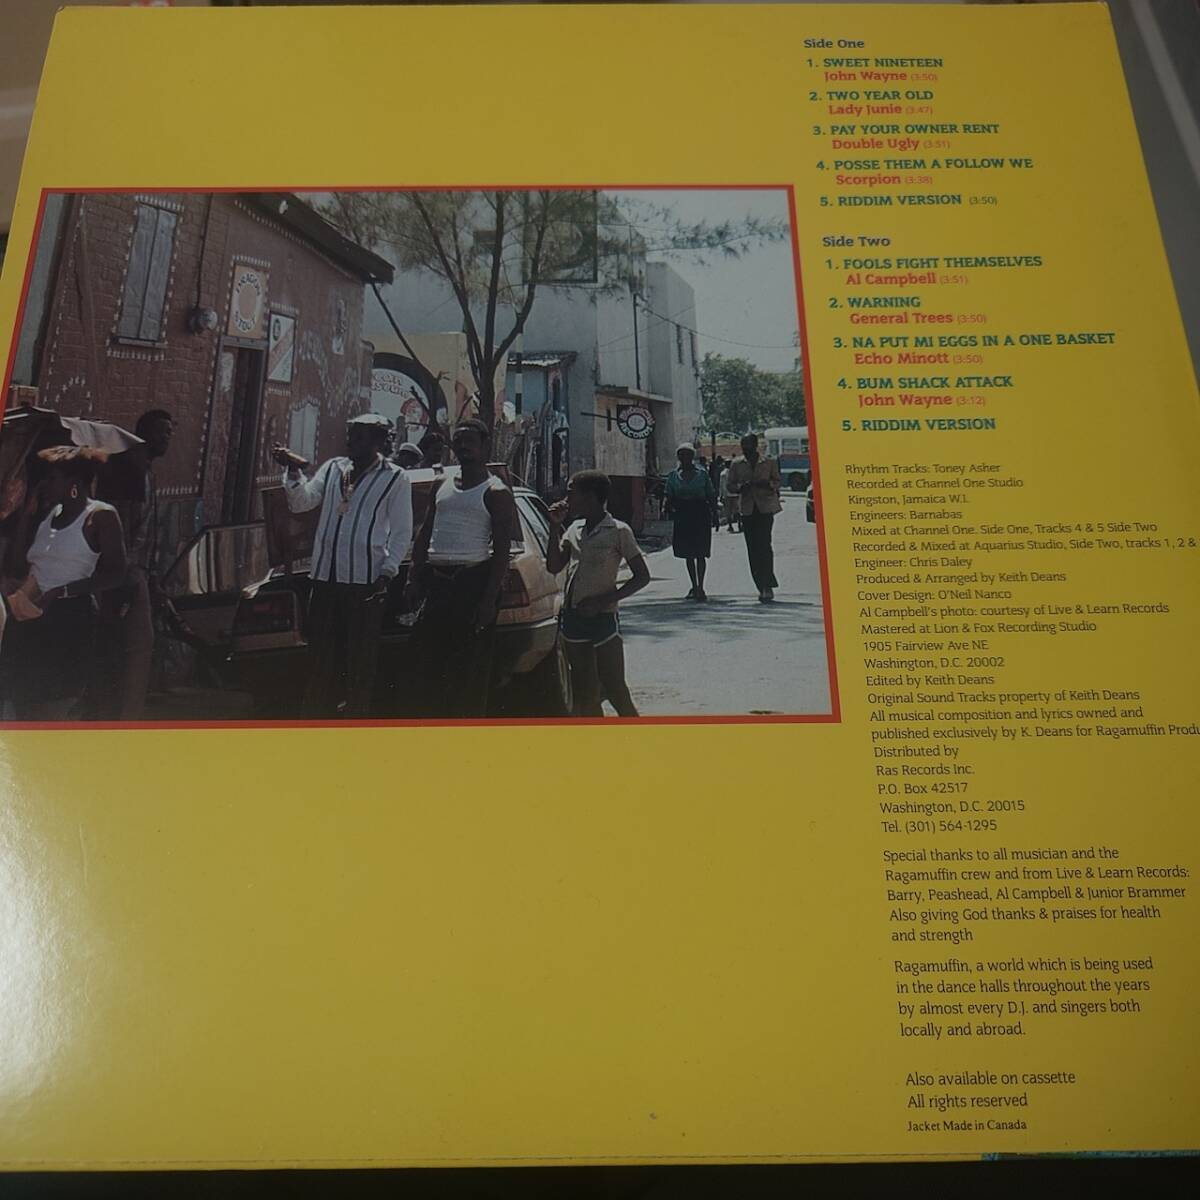 Side One
1. SWEET NINETEEN
John Wayne (3:50)
2. TWO YEAR OLD
Lady Junie (3:47)
3. PAY YOUR OWNER RENT
Double Ugly (3:51)
4. POSSE THEM A FOLLOW WE
Scorpion (3:38)
5. RIDDIM VERSION (3:50)
Side Two
1. FOOLS FIGHT THEMSELVES
Al Campbell (3:51)
2. WARNING
General Trees (3:50)
3. NA PUT MI EGGS IN A ONE BASKET
Echo Minott (3:50)
4. BUM SHACK ATTACK
John Wayne (3:12)
5. RIDDIM VERSION
Rhythm Tracks: Toney Asher
Recorded at Channel One Studio
Kingston, Jamaica W.I.
Engineers: Barnabas
Mixed at Channel One. Side One, Tracks 4 & 5 Side Two
Recorded & Mixed at Aquarius Studio, Side Two, tracks 1, 2 &
Engineer: Chris Daley
Produced & Arranged by Keith Deans
Cover Design: O'Neil Nanco
Al Campbell's photo: courtesy of Live & Learn Records
Mastered at Lion & Fox Recording Studio
1905 Fairview Ave NE
Washington, D.C. 20002
Edited by Keith Deans
Original Sound Tracks property of Keith Deans
All musical composition and lyrics owned and
published exclusively by K. Deans for Ragamuffin Produ
Distributed by
Ras Records Inc.
P.O. Box 42517
Washington, D.C. 20015
Tel. (301) 564-1295
Special thanks to all musician and the
Ragamuffin crew and from Live & Learn Records:
Barry, Peashead, Al Campbell & Junior Brammer
Also giving God thanks & praises for health
and strength
Ragamuffin, a world which is being used
in the dance halls throughout the years
by almost every D.J. and singers both
locally and abroad.
Also available on cassette
All rights reserved
Jacket Made in Canada
DRAGON
STOUT
RECORDS